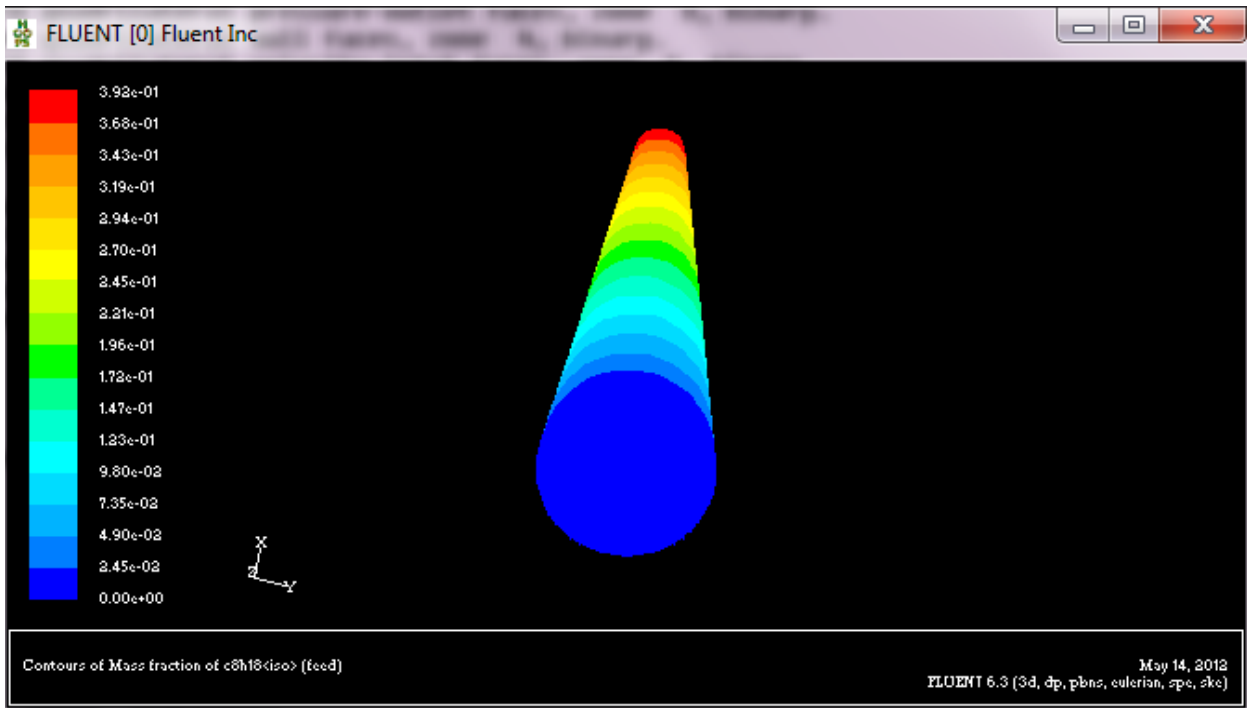 FLUENT [0] Fluent Inc
3.92e-01
3.68e-01
3.43e-01
3.19e-01
2.94e-01
2.70e-01
2.45e-01
2.21e-01
1.96e-01
1.72e-01
1.47e-01
1.23e-01
9.80e-02
7.35e-02
4.90e-02
2.45e-02
0.00e+00
X
Z
Y
Contours of Mass fraction of c8h18<iso> (feed)
May 14, 2012
FLUENT 6.3 (3d, dp, pbns, eulerian, spe, ske)